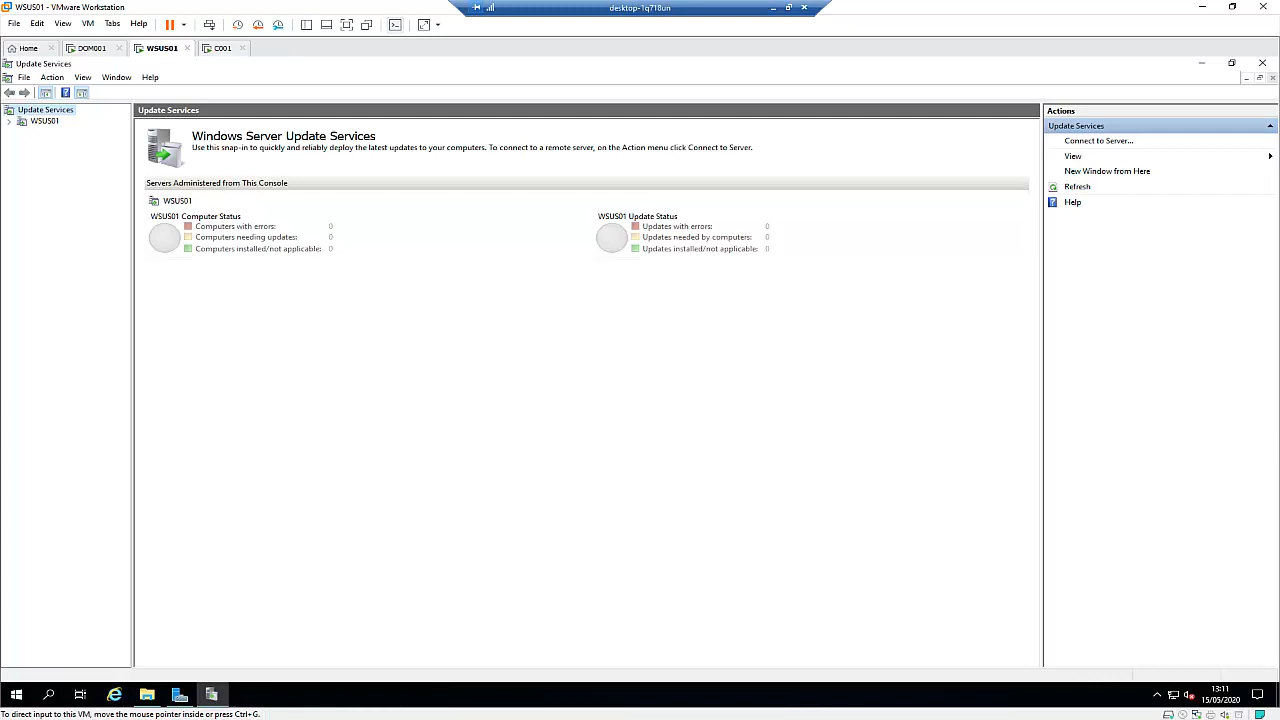 WSUS01 - VMware Workstation
desktop-1q718un
File Edit View VM Tabs Help
Home DOM001 WSUS01 C001
Update Services
File Action View Window Help
Update Services
WSUS01
Update Services
Windows Server Update Services
Use this snap-in to quickly and reliably deploy the latest updates to your computers. To connect to a remote server, on the Action menu click Connect to Server.
Servers Administered from This Console
WSUS01
WSUS01 Computer Status
Computers with errors: 0
Computers needing updates: 0
Computers installed/not applicable: 0
WSUS01 Update Status
Updates with errors: 0
Updates needed by computers: 0
Updates installed/not applicable: 0
Actions
Update Services
Connect to Server...
View
New Window from Here
Refresh
Help
13:11
15/05/2020
To direct input to this VM, move the mouse pointer inside or press Ctrl+G.